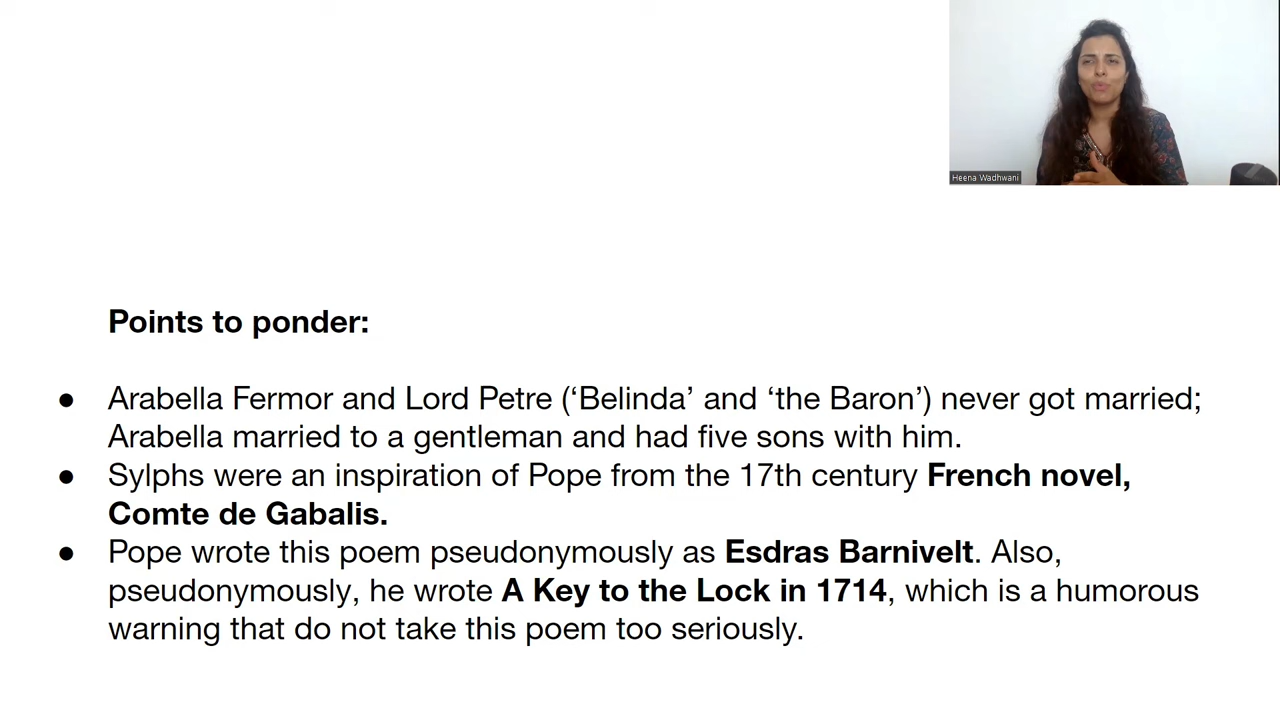 Heena Wadhwani
Points to ponder:
● Arabella Fermor and Lord Petre (‘Belinda’ and ‘the Baron’) never got married;
Arabella married to a gentleman and had five sons with him.
● Sylphs were an inspiration of Pope from the 17th century French novel,
Comte de Gabalis.
● Pope wrote this poem pseudonymously as Esdras Barnivelt. Also,
pseudonymously, he wrote A Key to the Lock in 1714, which is a humorous
warning that do not take this poem too seriously.